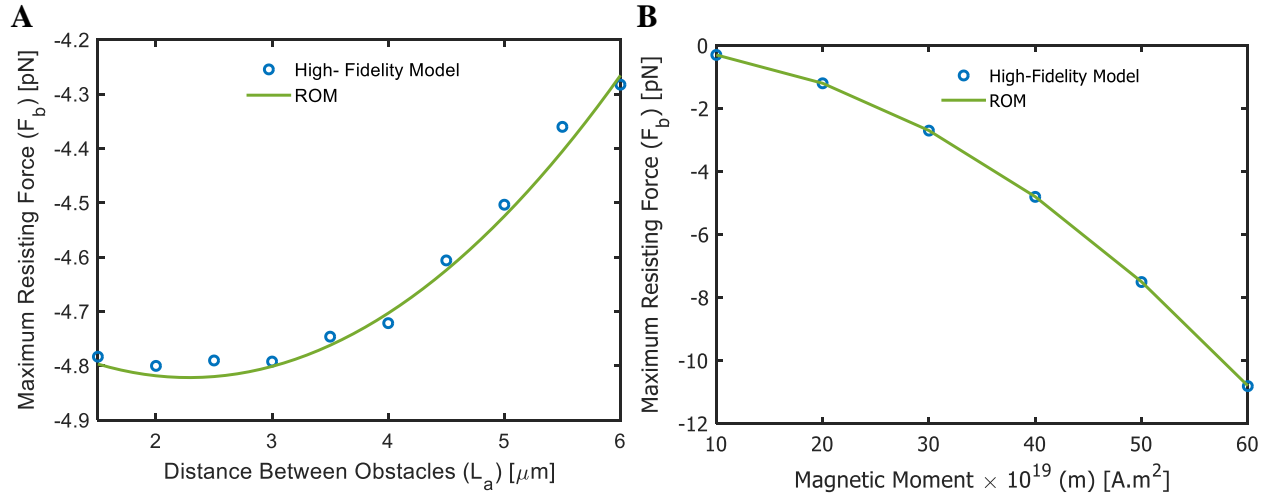 A
Maximum Resisting Force (F_b) [pN]
-4.2
-4.3
-4.4
-4.5
-4.6
-4.7
-4.8
-4.9
High- Fidelity Model
ROM
2 3 4 5 6
Distance Between Obstacles (L_a) [μm]
B
Maximum Resisting Force (F_b) [pN]
0
-2
-4
-6
-8
-10
-12
High-Fidelity Model
ROM
10 20 30 40 50 60
Magnetic Moment × 10^19 (m) [A.m^2]